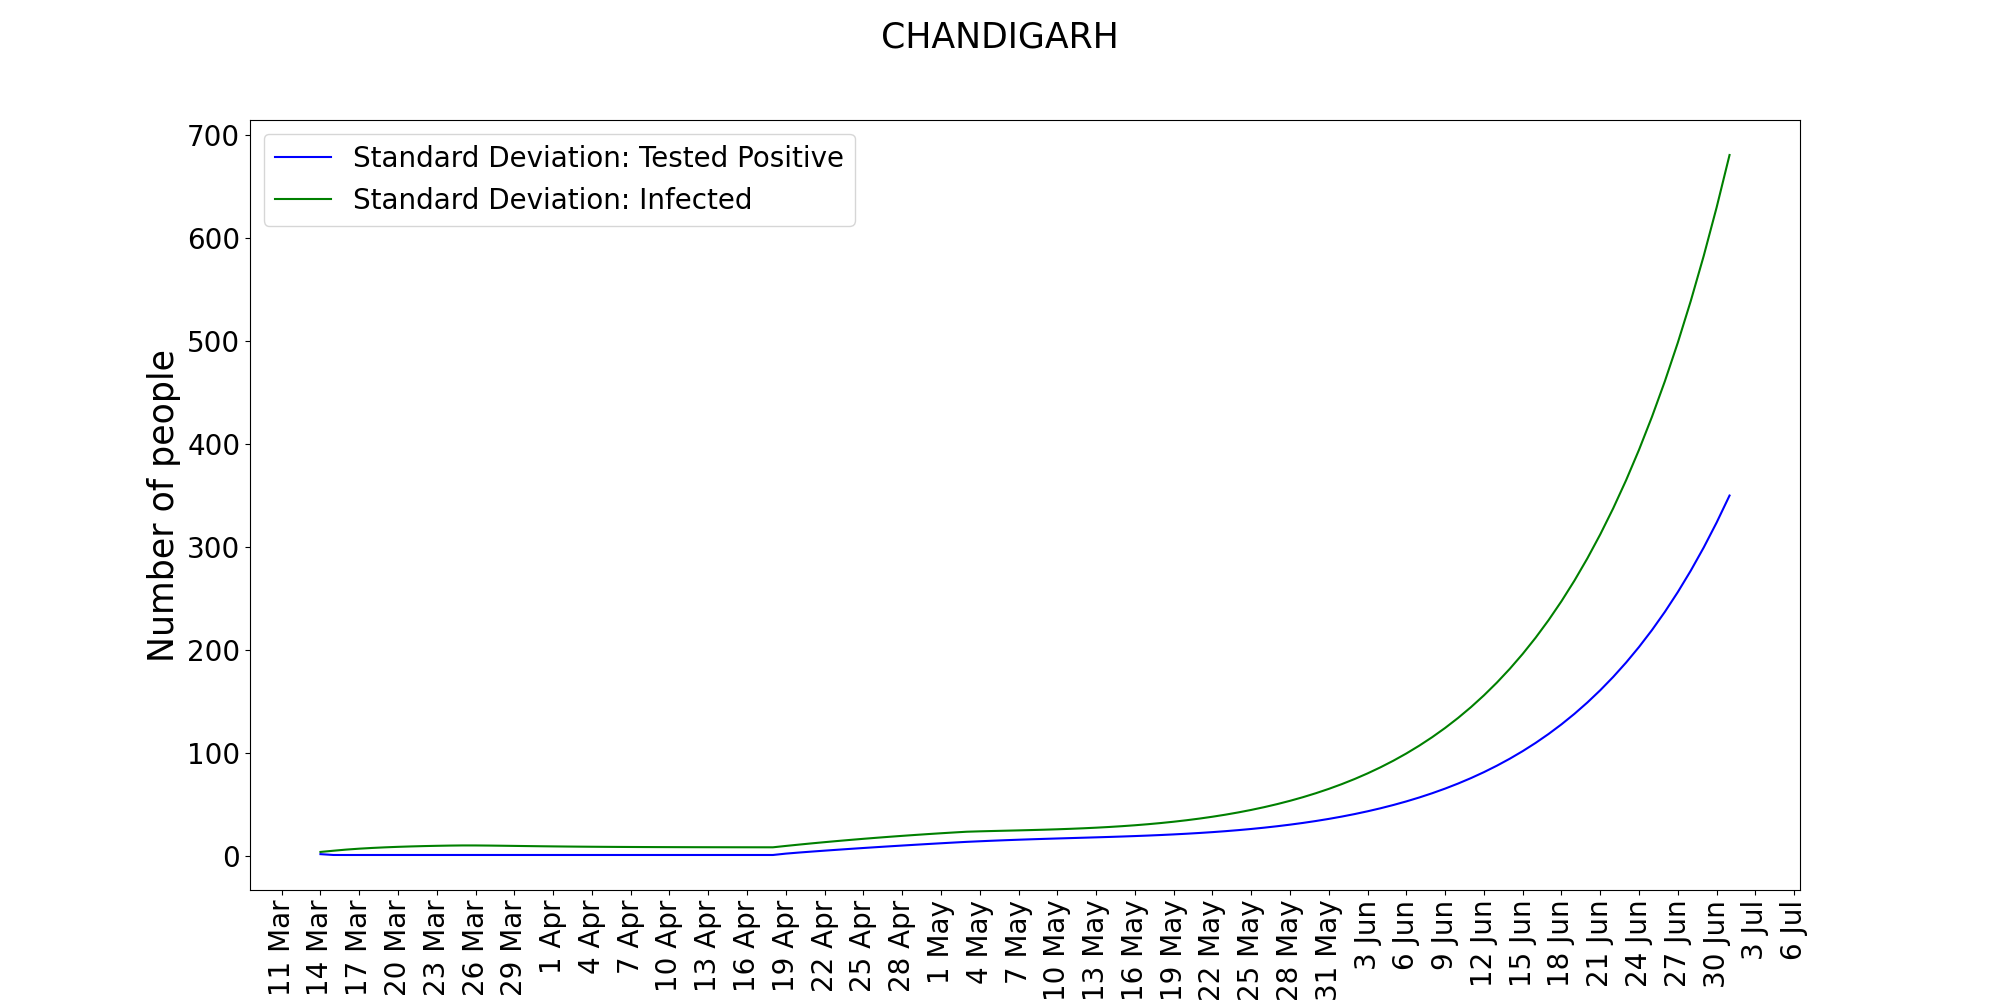 CHANDIGARH
Standard Deviation: Tested Positive
Standard Deviation: Infected
Number of people
700
600
500
400
300
200
100
0
11 Mar
14 Mar
17 Mar
20 Mar
23 Mar
26 Mar
29 Mar
1 Apr
4 Apr
7 Apr
10 Apr
13 Apr
16 Apr
19 Apr
22 Apr
25 Apr
28 Apr
1 May
4 May
7 May
10 May
13 May
16 May
19 May
22 May
25 May
28 May
31 May
3 Jun
6 Jun
9 Jun
12 Jun
15 Jun
18 Jun
21 Jun
24 Jun
27 Jun
30 Jun
3 Jul
6 Jul